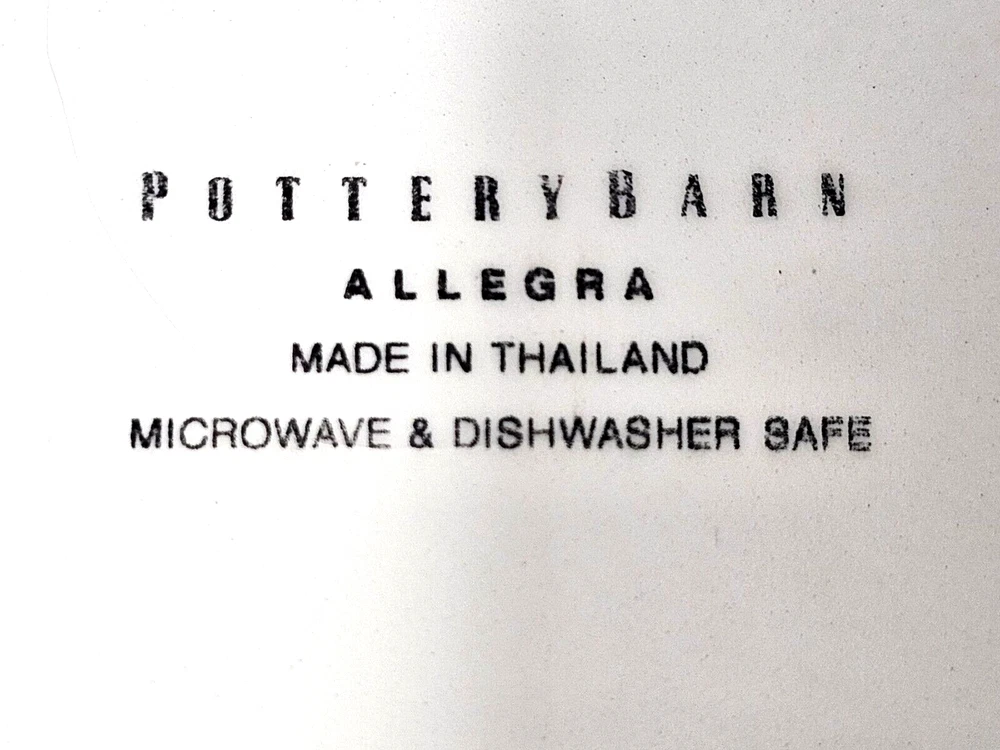 POTTERYBARN
ALLEGRA
MADE IN THAILAND
MICROWAVE & DISHWASHER SAFE